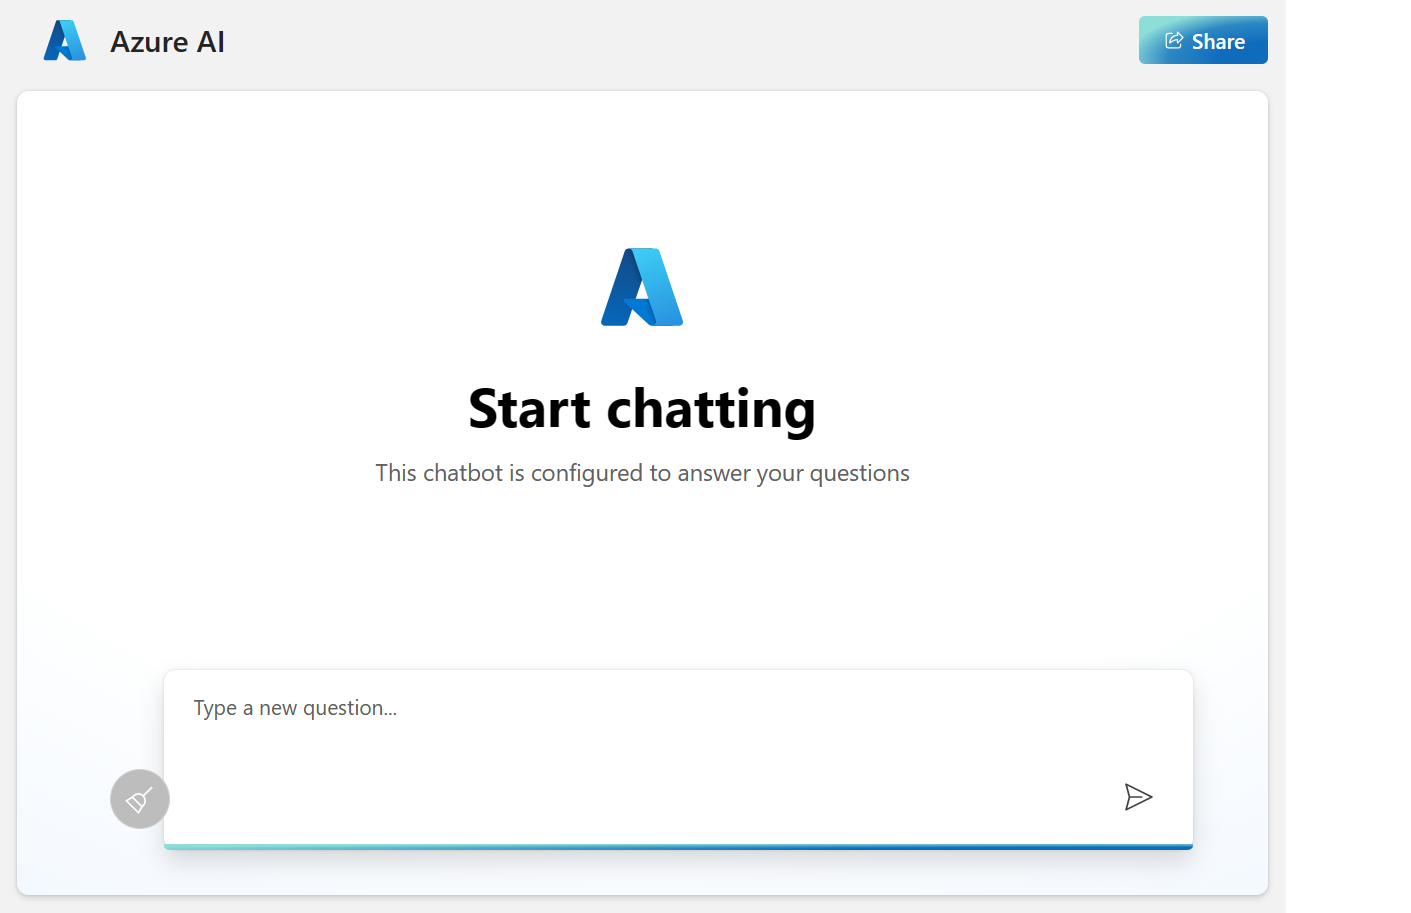 Azure AI
Share
Start chatting
This chatbot is configured to answer your questions
Type a new question...